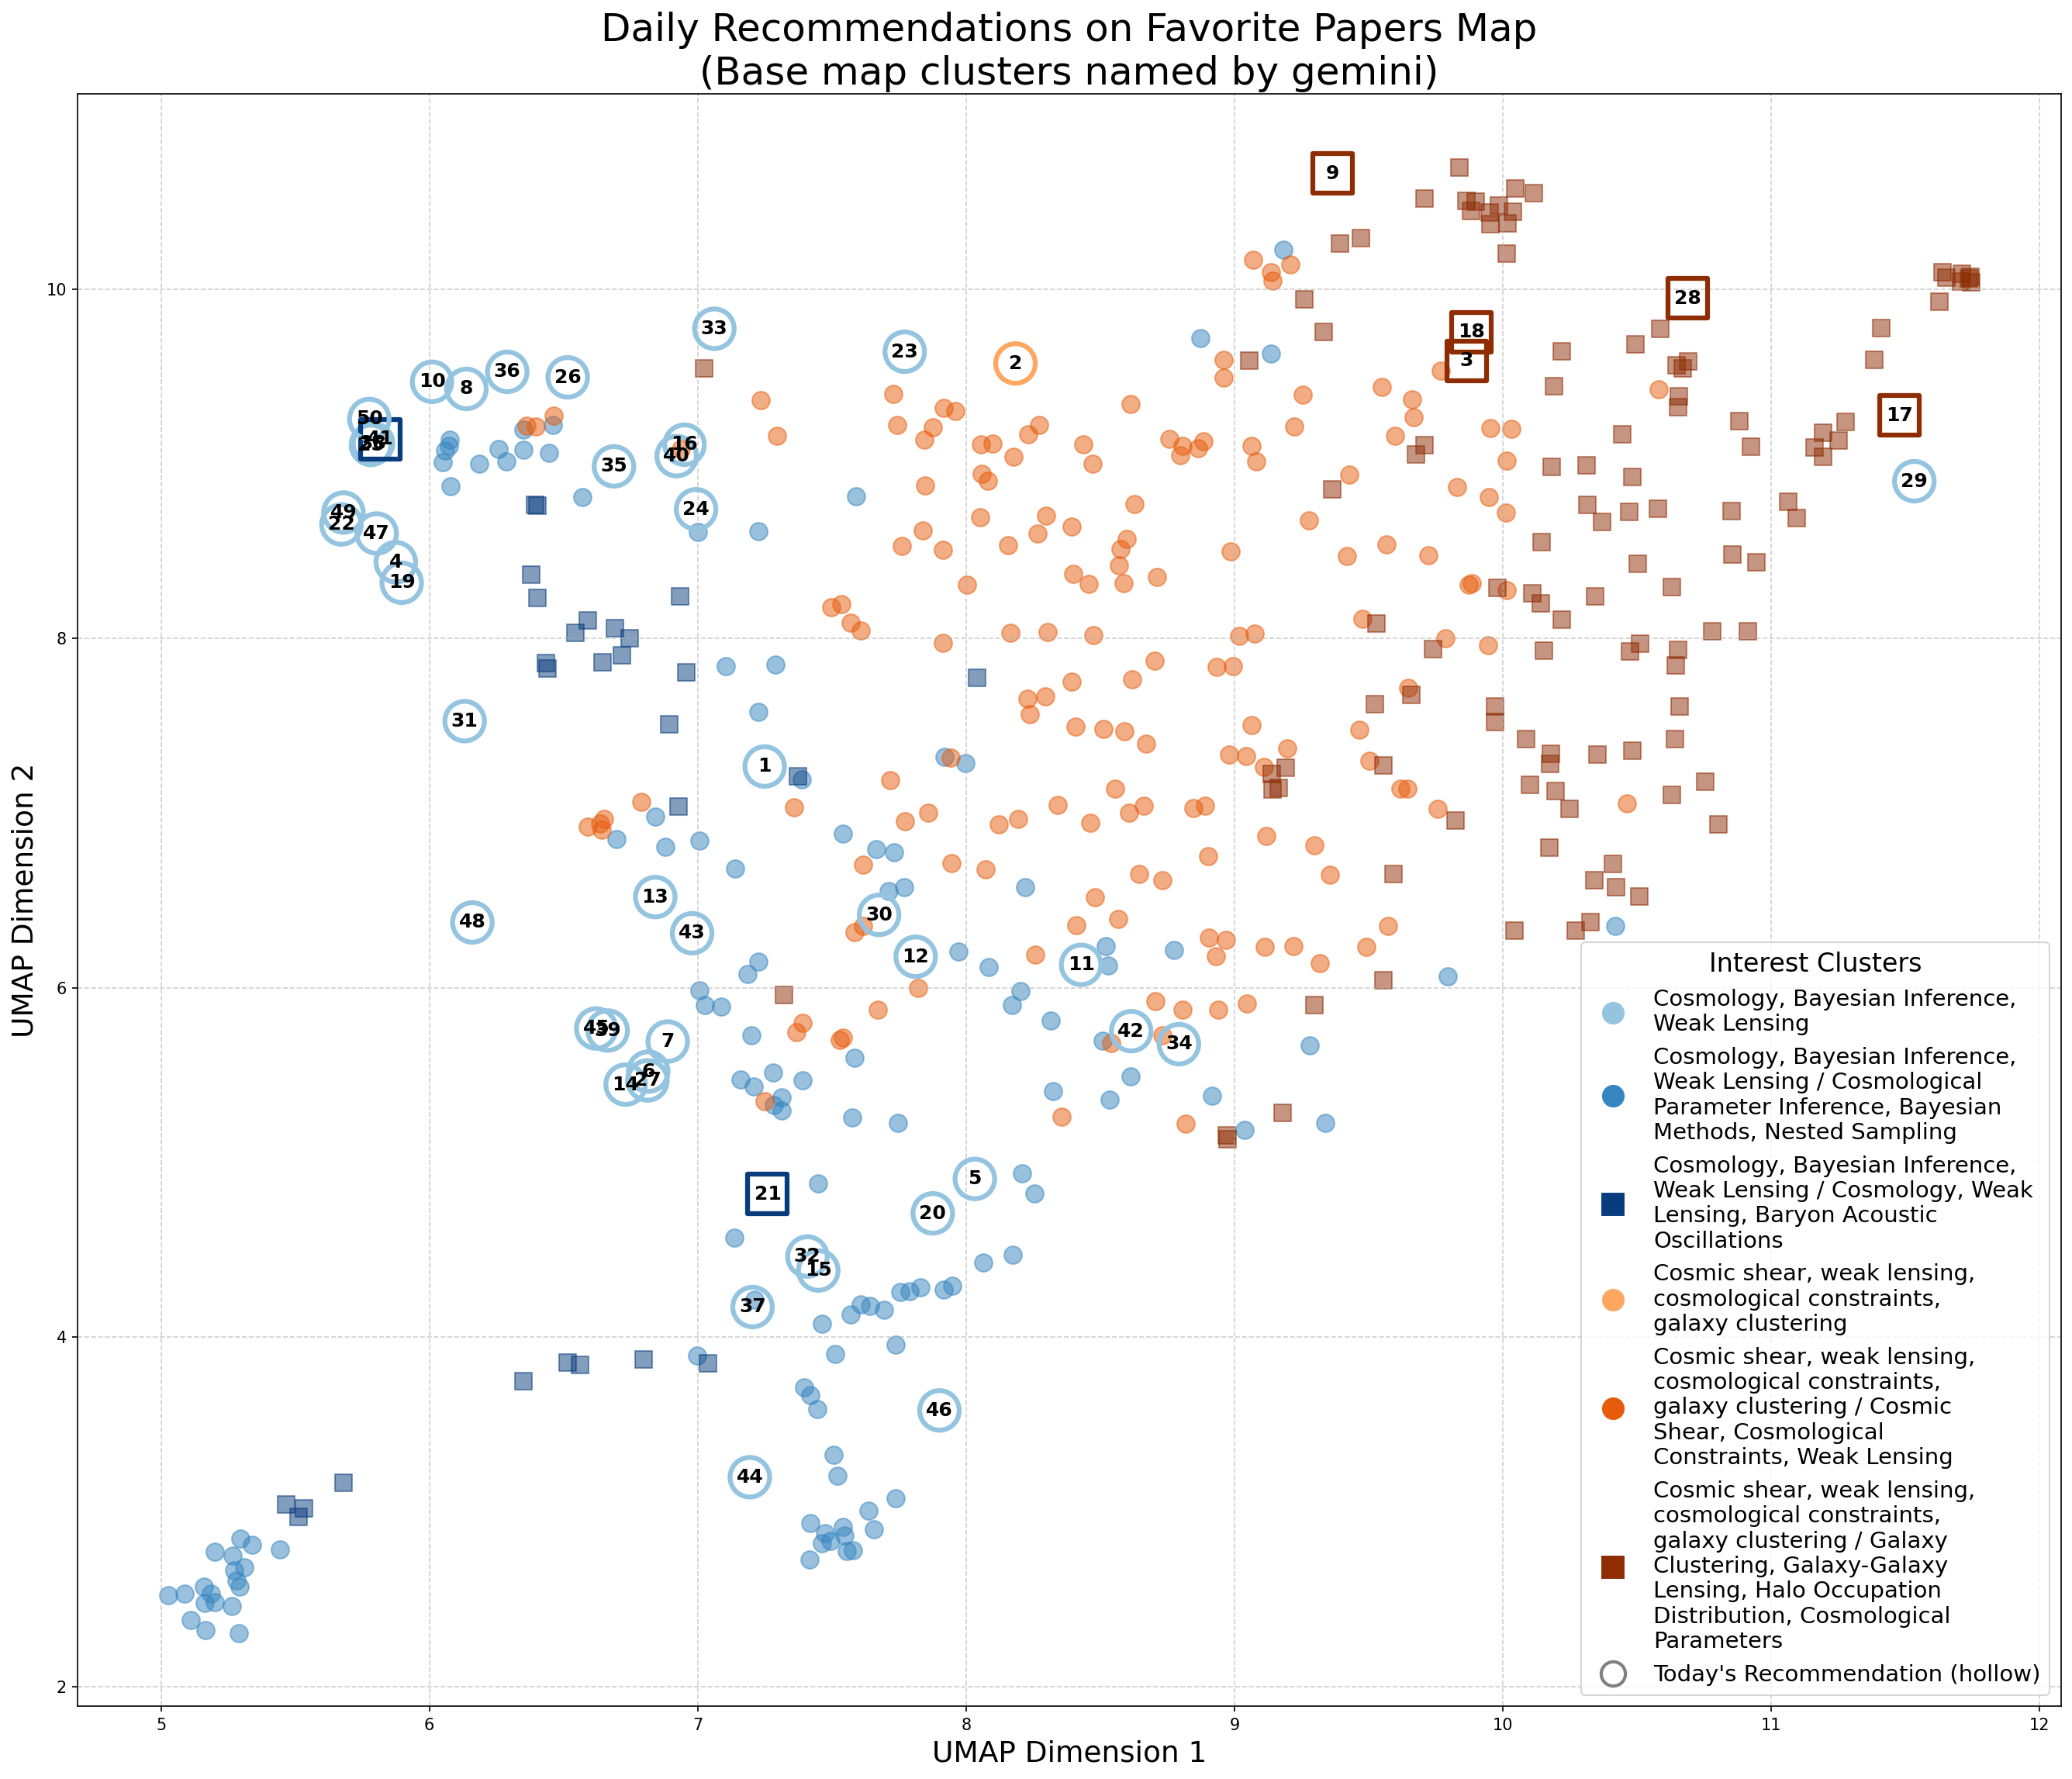 Daily Recommendations on Favorite Papers Map
(Base map clusters named by gemini)
UMAP Dimension 2
10
8
6
4
2
9
28
18
3
17
29
33
23
2
36
26
10
8
50
41
16
40
35
24
49
22
47
4
19
31
1
13
48
43
30
12
11
45
39
7
42
34
6
27
14
5
21
20
32
15
37
46
44
5
6
7
8
9
10
11
12
UMAP Dimension 1
Interest Clusters
Cosmology, Bayesian Inference,
Weak Lensing
Cosmology, Bayesian Inference,
Weak Lensing / Cosmological
Parameter Inference, Bayesian
Methods, Nested Sampling
Cosmology, Bayesian Inference,
Weak Lensing / Cosmology, Weak
Lensing, Baryon Acoustic
Oscillations
Cosmic shear, weak lensing,
cosmological constraints,
galaxy clustering
Cosmic shear, weak lensing,
cosmological constraints,
galaxy clustering / Cosmic
Shear, Cosmological
Constraints, Weak Lensing
Cosmic shear, weak lensing,
cosmological constraints,
galaxy clustering / Galaxy
Clustering, Galaxy-Galaxy
Lensing, Halo Occupation
Distribution, Cosmological
Parameters
Today's Recommendation (hollow)